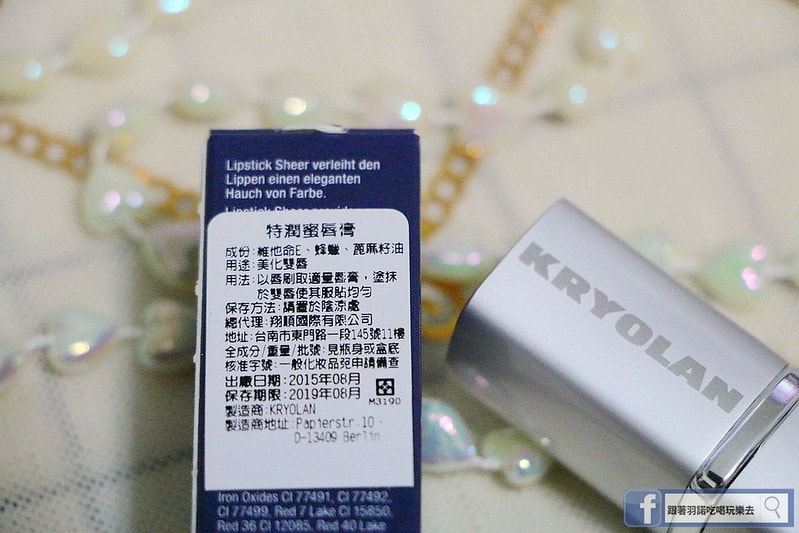 Lipstick Sheer verleiht den
Lippen einen eleganten
Hauch von Farbe.
特潤蜜唇膏
成份:維他命E、蜂蠟、蓖麻籽油
用途:美化雙唇
用法:以唇刷取適量唇膏,塗抹
於雙唇使其服貼均勻
保存方法:請置於陰涼處
總代理:翔順國際有限公司
地址:台南市東門路一段145號11樓
全成分/重量/批號:見瓶身或盒底
核准字號:一般化妝品免申請備查
出廠日期:2015年08月
保存期限:2019年08月
M3190
製造商:KRYOLAN
製造商地址:Papierstr.10‧
D-13409 Berlin
Iron Oxides CI 77491, CI 77492,
CI 77499, Red 7 Lake CI 15850,
Red 36 CI 12085, Red 40 Lake
KRYOLAN
f 跟著羽諾吃喝玩樂去